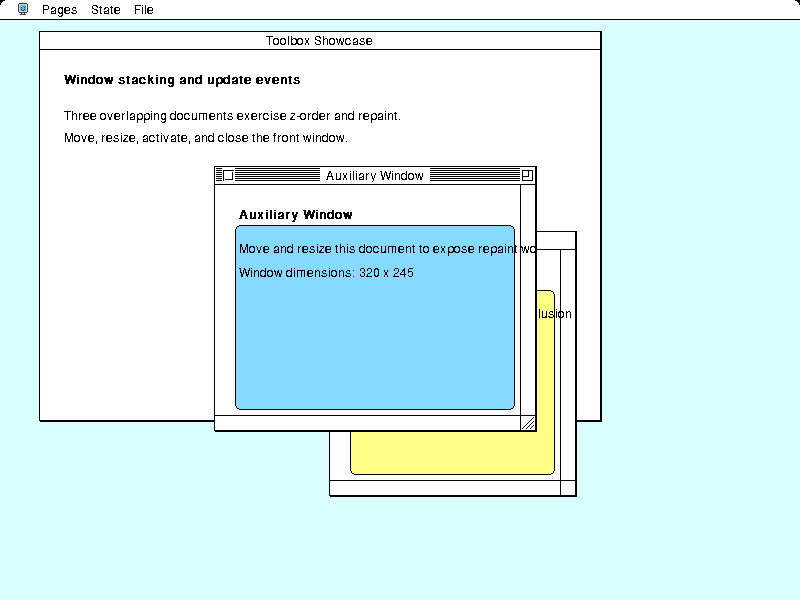 Pages State File
Toolbox Showcase
Window stacking and update events
Three overlapping documents exercise z-order and repaint.
Move, resize, activate, and close the front window.
Auxiliary Window
Auxiliary Window
Move and resize this document to expose repaint wo
Window dimensions: 320 x 245
lusion